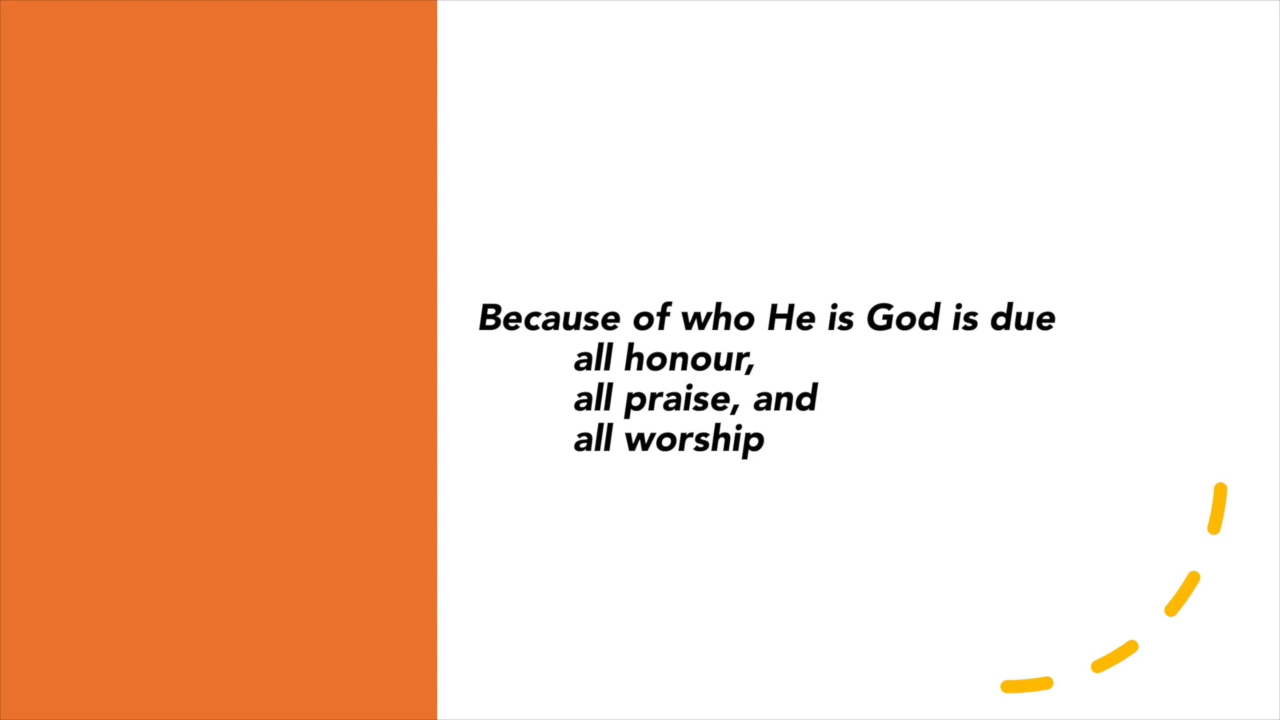 Because of who He is God is due
all honour,
all praise, and
all worship